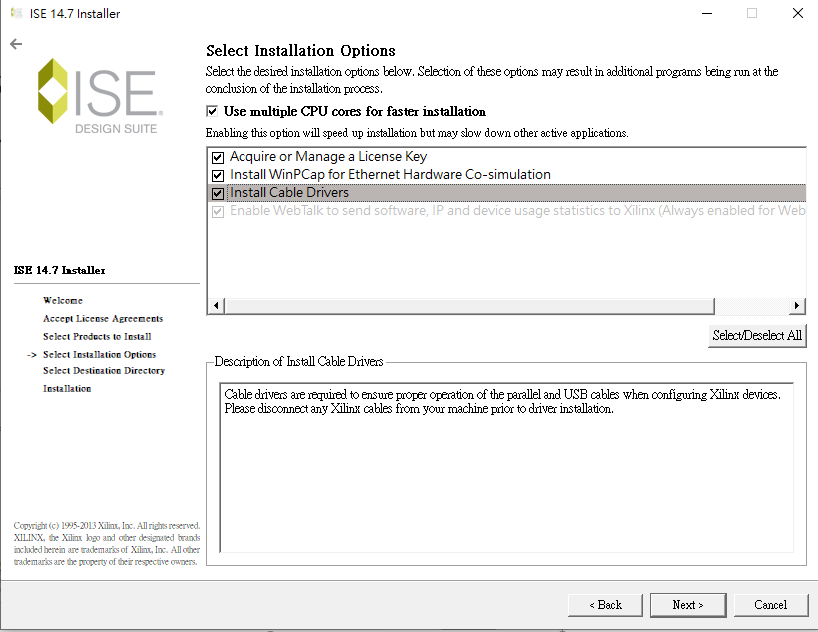 ISE 14.7 Installer
ISE
DESIGN SUITE
Select Installation Options
Select the desired installation options below. Selection of these options may result in additional programs being run at the
conclusion of the installation process.
Use multiple CPU cores for faster installation
Enabling this option will speed up installation but may slow down other active applications.
Acquire or Manage a License Key
Install WinPCap for Ethernet Hardware Co-simulation
Install Cable Drivers
Enable WebTalk to send software, IP and device usage statistics to Xilinx (Always enabled for Web
Select/Deselect All
ISE 14.7 Installer
Welcome
Accept License Agreements
Select Products to Install
-> Select Installation Options
Select Destination Directory
Installation
Description of Install Cable Drivers
Cable drivers are required to ensure proper operation of the parallel and USB cables when configuring Xilinx devices.
Please disconnect any Xilinx cables from your machine prior to driver installation.
Copyright (c) 1995-2013 Xilinx, Inc. All rights reserved.
XILINX, the Xilinx logo and other designated brands
included herein are trademarks of Xilinx, Inc. All other
trademarks are the property of their respective owners.
< Back
Next >
Cancel